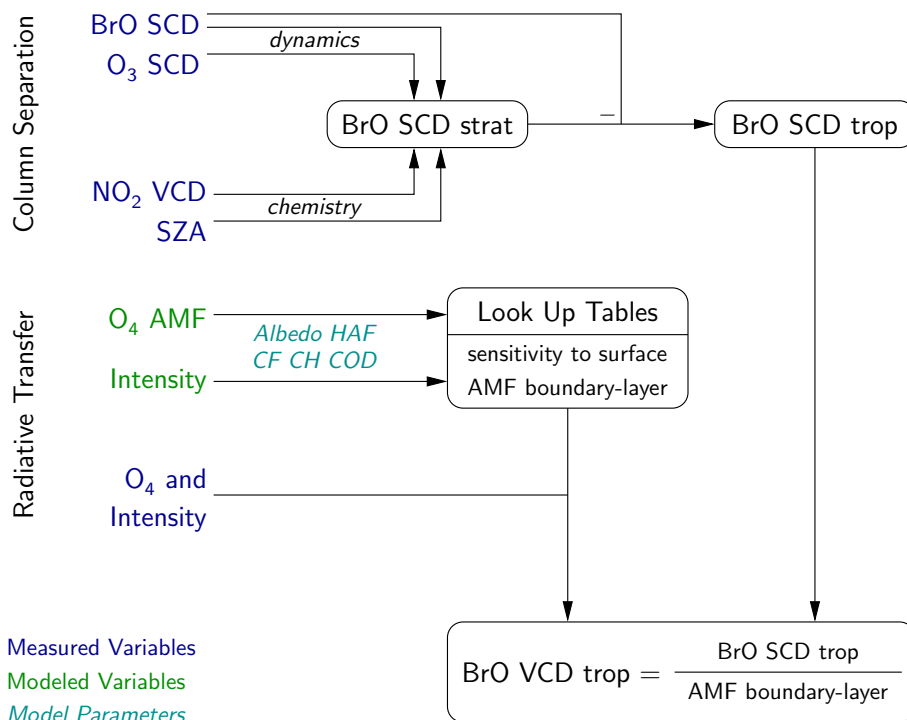 Column Separation
BrO SCD
dynamics
O₃ SCD
BrO SCD strat
–
BrO SCD trop
NO₂ VCD
chemistry
SZA
Radiative Transfer
O₄ AMF
Albedo HAF
CF CH COD
Intensity
Look Up Tables
sensitivity to surface
AMF boundary-layer
O₄ and
Intensity
Measured Variables
Modeled Variables
Model Parameters
BrO VCD trop = BrO SCD trop
AMF boundary-layer